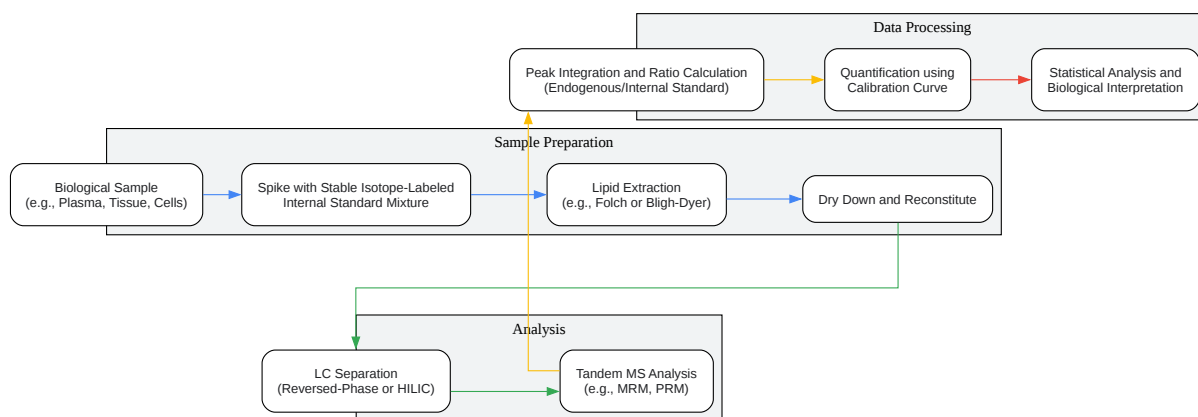 Data Processing
Peak Integration and Ratio Calculation
(Endogenous/Internal Standard)
Quantification using
Calibration Curve
Statistical Analysis and
Biological Interpretation
Sample Preparation
Biological Sample
(e.g., Plasma, Tissue, Cells)
Spike with Stable Isotope-Labeled
Internal Standard Mixture
Lipid Extraction
(e.g., Folch or Bligh-Dyer)
Dry Down and Reconstitute
Analysis
LC Separation
(Reversed-Phase or HILIC)
Tandem MS Analysis
(e.g., MRM, PRM)